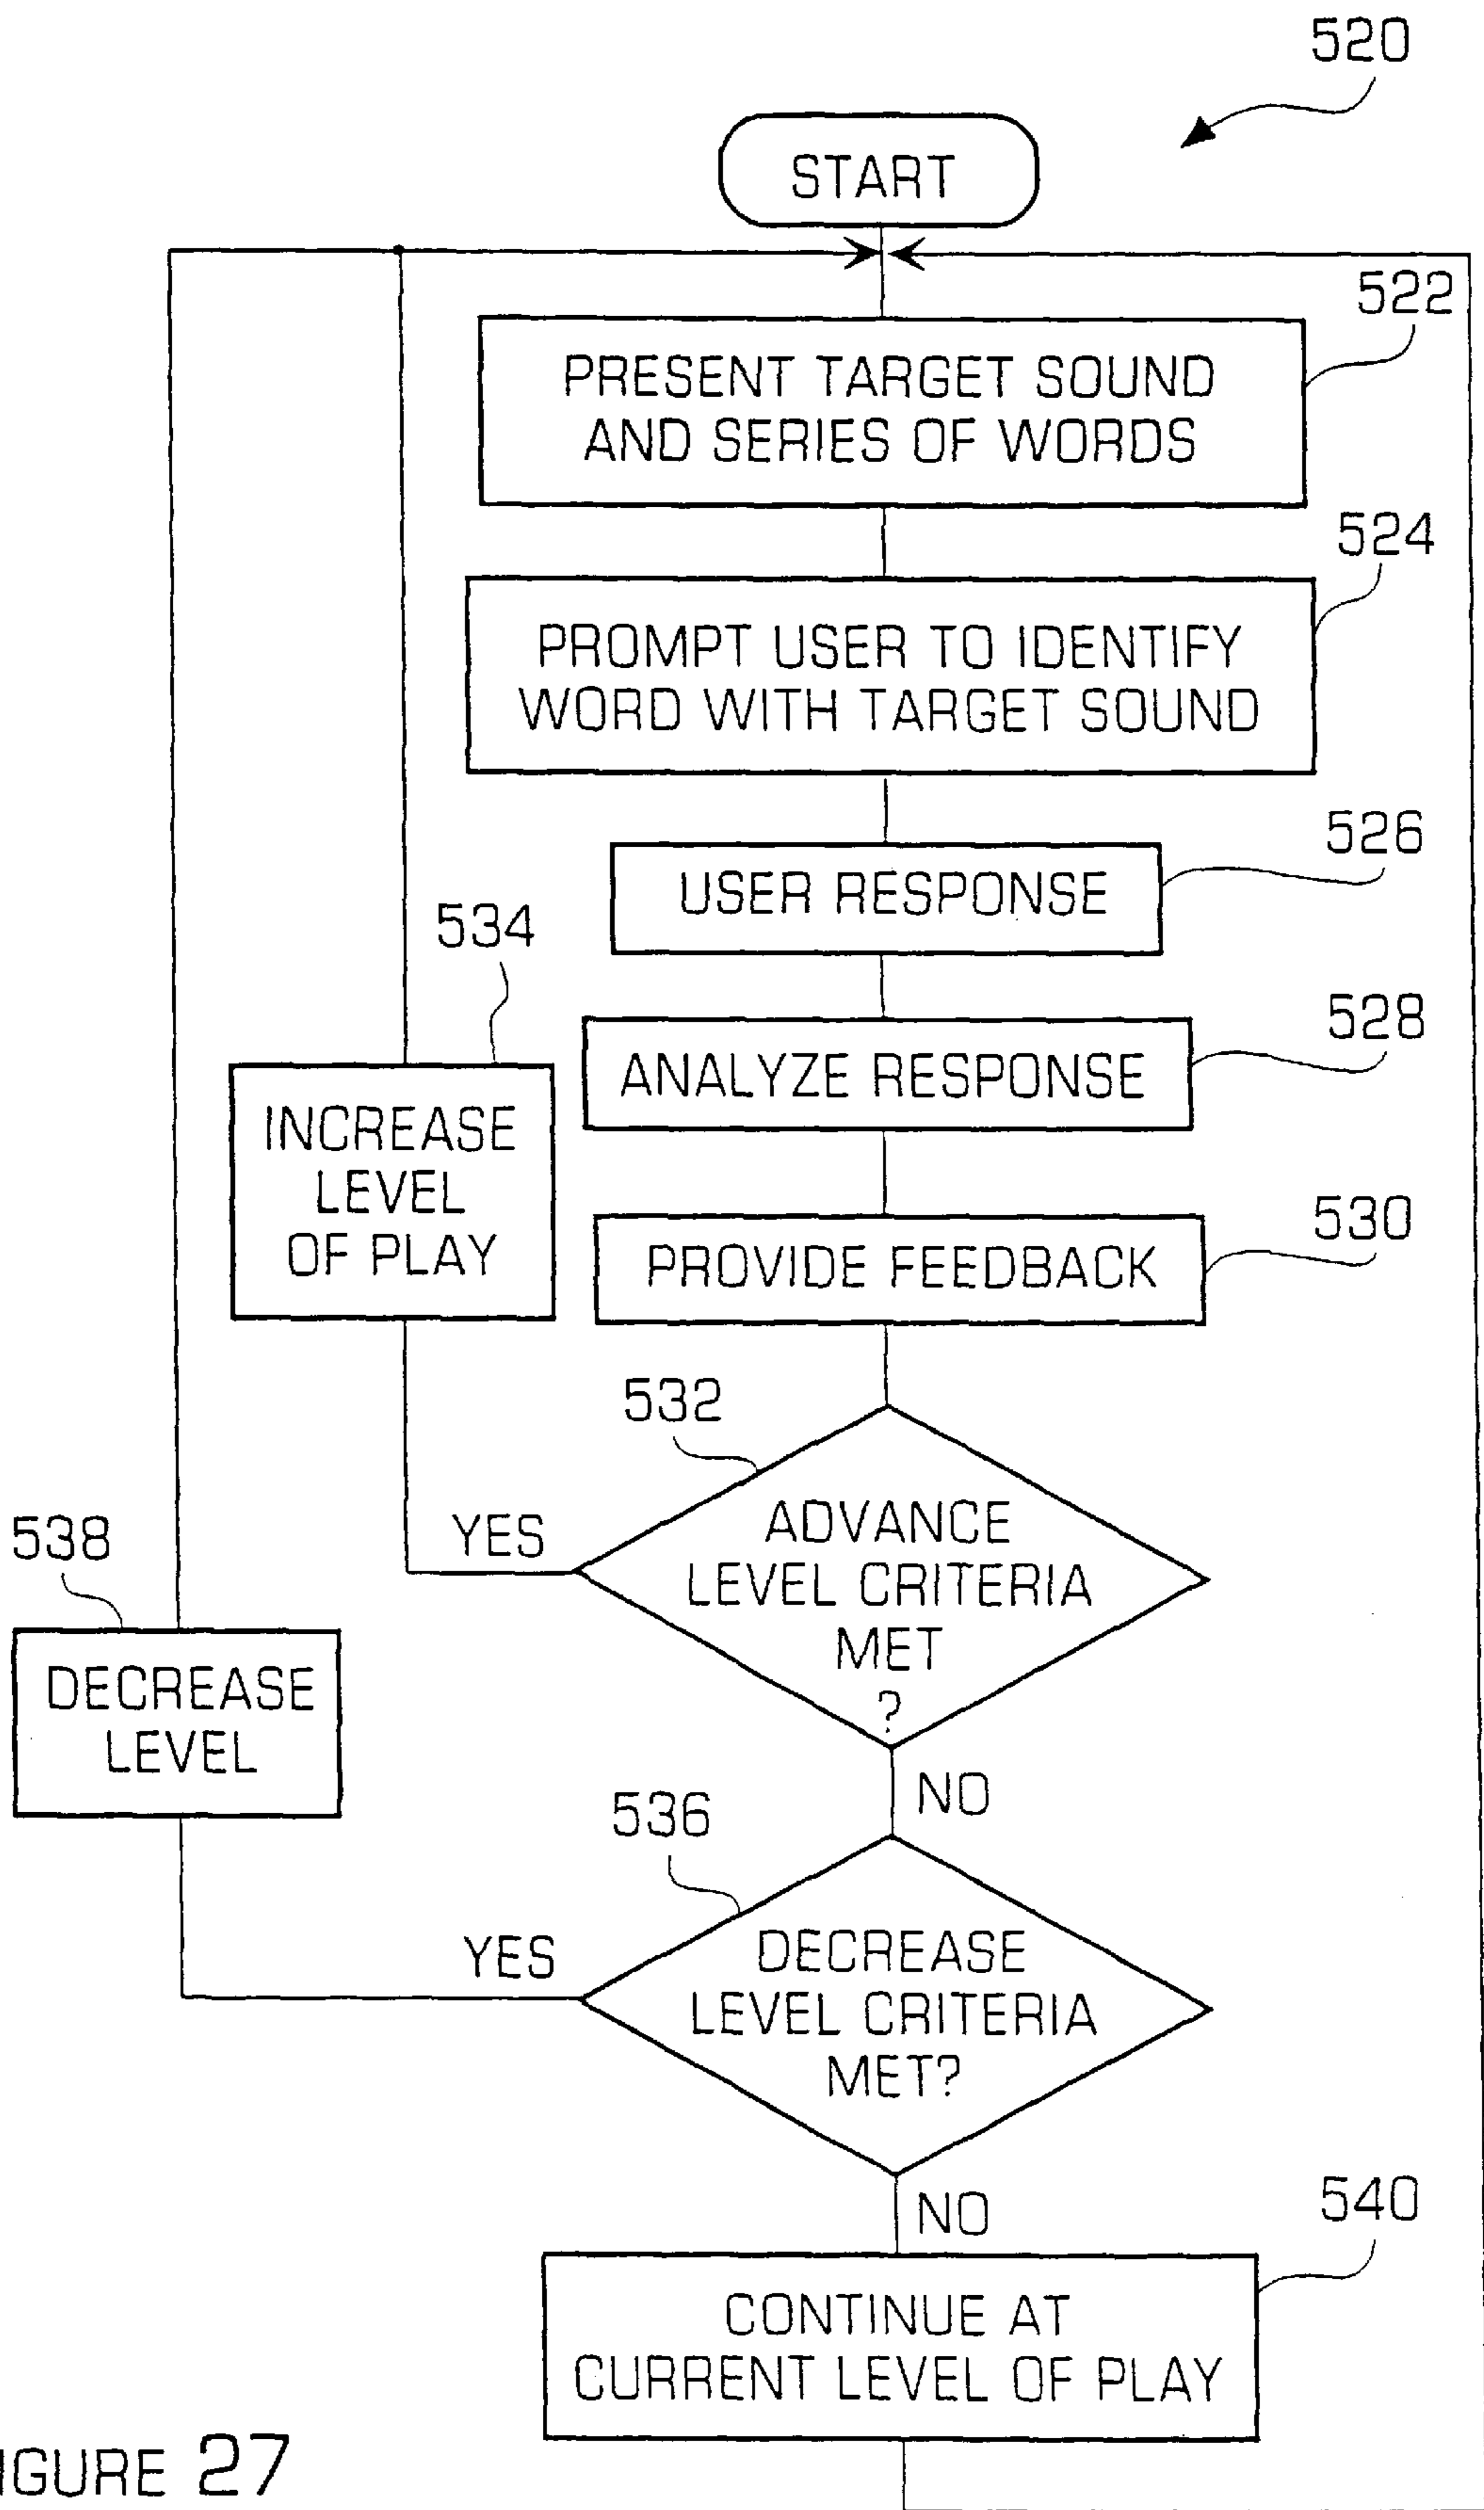 520
START
522
PRESENT TARGET SOUND
AND SERIES OF WORDS
524
PROMPT USER TO IDENTIFY
WORD WITH TARGET SOUND
526
USER RESPONSE
534
528
ANALYZE RESPONSE
INCREASE
LEVEL
OF PLAY
530
PROVIDE FEEDBACK
532
ADVANCE
LEVEL CRITERIA
MET
?
YES
538
DECREASE
LEVEL
NO
536
DECREASE
LEVEL CRITERIA
MET?
YES
NO
540
CONTINUE AT
CURRENT LEVEL OF PLAY
IGURE 27